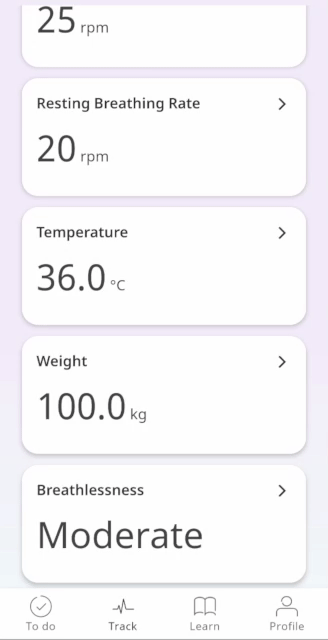 25 rpm
Resting Breathing Rate
20 rpm
Temperature
36.0 °C
Weight
100.0 kg
Breathlessness
Moderate
To do Track Learn Profile